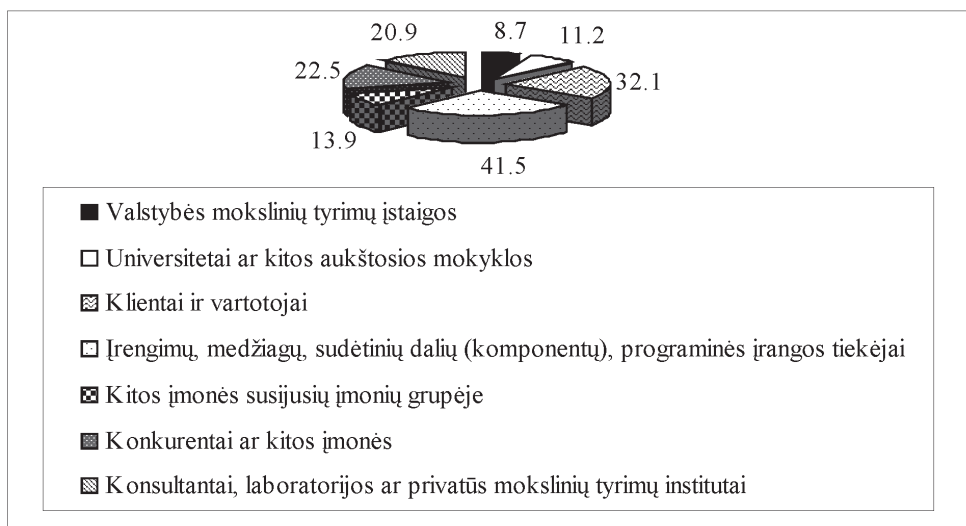 20.9 8.7 11.2
22.5 32.1
13.9 41.5
Valstybės mokslinių tyrimų įstaigos
Universitetai ar kitos aukštosios mokyklos
Klientai ir vartotojai
Įrengimų, medžiagų, sudėtinių dalių (komponentų), programinės įrangos tiekėjai
Kitos įmonės susijusių įmonių grupėje
Konkurentai ar kitos įmonės
Konsultantai, laboratorijos ar privatūs mokslinių tyrimų institutai